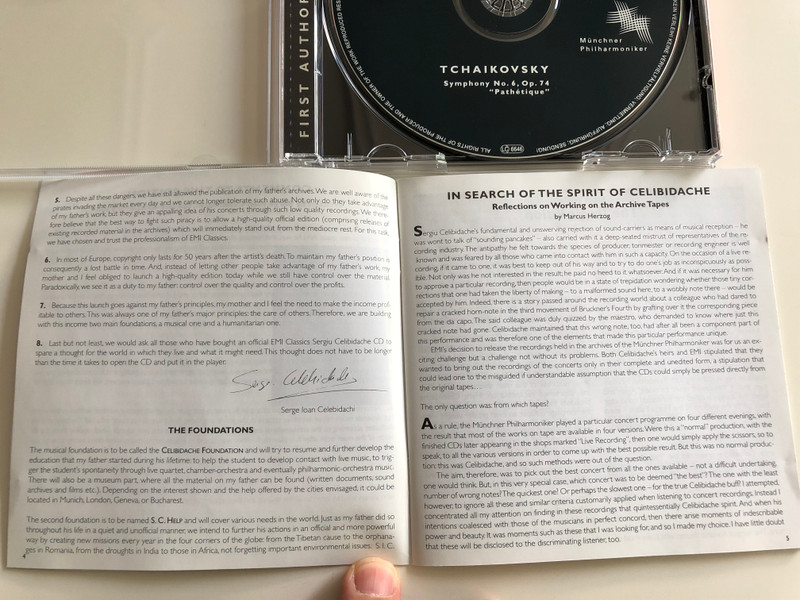 FIRST AUTHOR
Münchner
Philharmoniker
TCHAIKOVSKY
Symphony No. 6, Op. 74
"Pathétique"
ALL RIGHTS OF THE PRODUCER AND THE OWNER OF THE WORK REPRODUCED RES
KEIN VERLEIH! KEINE VERVIELFÄLTIGUNG, VERMIETUNG, AUFFÜHRUNG, SENDUNG!
LC 6646
5. Despite all these dangers, we have still allowed the publication of my father's archives. We are well aware of the
pirates invading the market every day and we cannot longer tolerate such abuse. Not only do they take advantage
of my father's work, but they give an appalling idea of his concerts through such low quality recordings. We there-
fore believe that the best way to fight such piracy is to allow a high-quality official edition (comprising releases of
existing recorded material in the archives) which will immediately stand out from the mediocre rest. For this task,
we have chosen and trust the professionalism of EMI Classics.
6. In most of Europe, copyright only lasts for 50 years after the artist's death. To maintain my father's position is
consequently a lost battle in time. And, instead of letting other people take advantage of my father's work, my
mother and I feel obliged to launch a high quality edition today while we still have control over the material.
Paradoxically, we see it as a duty to my father: control over the quality and control over the profits.
7. Because this launch goes against my father's principles, my mother and I feel the need to make the income prof-
itable to others. This was always one of my father's major principles: the care of others. Therefore, we are building
with this income two main foundations, a musical one and a humanitarian one.
8. Last but not least, we would ask all those who have bought an official EMI Classics Sergiu Celibidache CD to
spare a thought for the world in which they live and what it might need. This thought does not have to be longer
than the time it takes to open the CD and put it in the player.
Serge Ioan Celebidachi
THE FOUNDATIONS
The musical foundation is to be called the CELIBIDACHE FOUNDATION and will try to resume and further develop the
education that my father started during his lifetime: to help the student to develop contact with live music, to trig-
ger the student's spontaneity through live quartet, chamber-orchestra and eventually philharmonic-orchestra music.
There will also be a museum part, where all the material on my father can be found (written documents, sound
archives and films etc.). Depending on the interest shown and the help offered by the cities envisaged, it could be
located in Munich, London, Geneva, or Bucharest.
The second foundation is to be named S. C. HELP and will cover various needs in the world. Just as my father did so
throughout his life in a quiet and unofficial manner, we intend to further his actions in an official and more powerful
way by creating new missions every year in the four corners of the globe: from the Tibetan cause to the orphana-
ges in Romania, from the droughts in India to those in Africa, not forgetting important environmental issues. S.I.C.
4
IN SEARCH OF THE SPIRIT OF CELIBIDACHE
Reflections on Working on the Archive Tapes
by Marcus Herzog
Sergiu Celibidache's fundamental and unswerving rejection of sound-carriers as means of musical reception – he
was wont to talk of "sounding pancakes" – also carried with it a deep-seated mistrust of representatives of the re-
cording industry. The antipathy he felt towards the species of producer, tonmeister or recording engineer is well
known and was feared by all those who came into contact with him in such a capacity. On the occasion of a live re-
cording, if it came to one, it was best to keep out of his way and to try to do one's job as inconspicuously as poss-
ible. Not only was he not interested in the result; he paid no heed to it whatsoever. And if it was necessary for him
to approve a particular recording, then people would be in a state of trepidation wondering whether those tiny cor-
rections that one had taken the liberty of making – to a malformed sound here, to a wobbly note there – would be
accepted by him. Indeed, there is a story passed around the recording world about a colleague who had dared to
repair a cracked horn-note in the third movement of Bruckner's Fourth by grafting over it the corresponding piece
from the da capo. The said colleague was duly quizzed by the maestro, who demanded to know where just this
cracked note had gone. Celibidache maintained that this wrong note, too, had after all been a component part of
this performance and was therefore one of the elements that made this particular performance unique.
EMI's decision to release the recordings held in the archives of the Münchner Philharmoniker was for us an ex-
citing challenge but a challenge not without its problems. Both Celibidache's heirs and EMI stipulated that they
wanted to bring out the recordings of the concerts only in their complete and unedited form, a stipulation that
could lead one to the misguided if understandable assumption that the CDs could simply be pressed directly from
the original tapes...
The only question was: from which tapes?
As a rule, the Münchner Philharmoniker played a particular concert programme on four different evenings, with
the result that most of the works on tape are available in four versions. Were this a "normal" production, with the
finished CDs later appearing in the shops marked "Live Recording", then one would simply apply the scissors, so to
speak, to all the various versions in order to come up with the best possible result. But this was no normal produc-
tion: this was Celibidache, and so such methods were out of the question.
The aim, therefore, was to pick out the best concert from all the ones available – not a difficult undertaking,
one would think. But, in this very special case, which concert was to be deemed "the best"? The one with the least
number of wrong notes? The quickest one? Or perhaps the slowest one – for the true Celibidache buff? I attempted,
however, to ignore all these and similar criteria customarily applied when listening to concert recordings. Instead I
concentrated all my attention on finding in these recordings that quintessentially Celibidache spirit. And when his
intentions coalesced with those of the musicians in perfect concord, then there arise moments of indescribable
power and beauty. It was moments such as these that I was looking for, and so I made my choice. I have little doubt
that these will be disclosed to the discriminating listener, too.
5